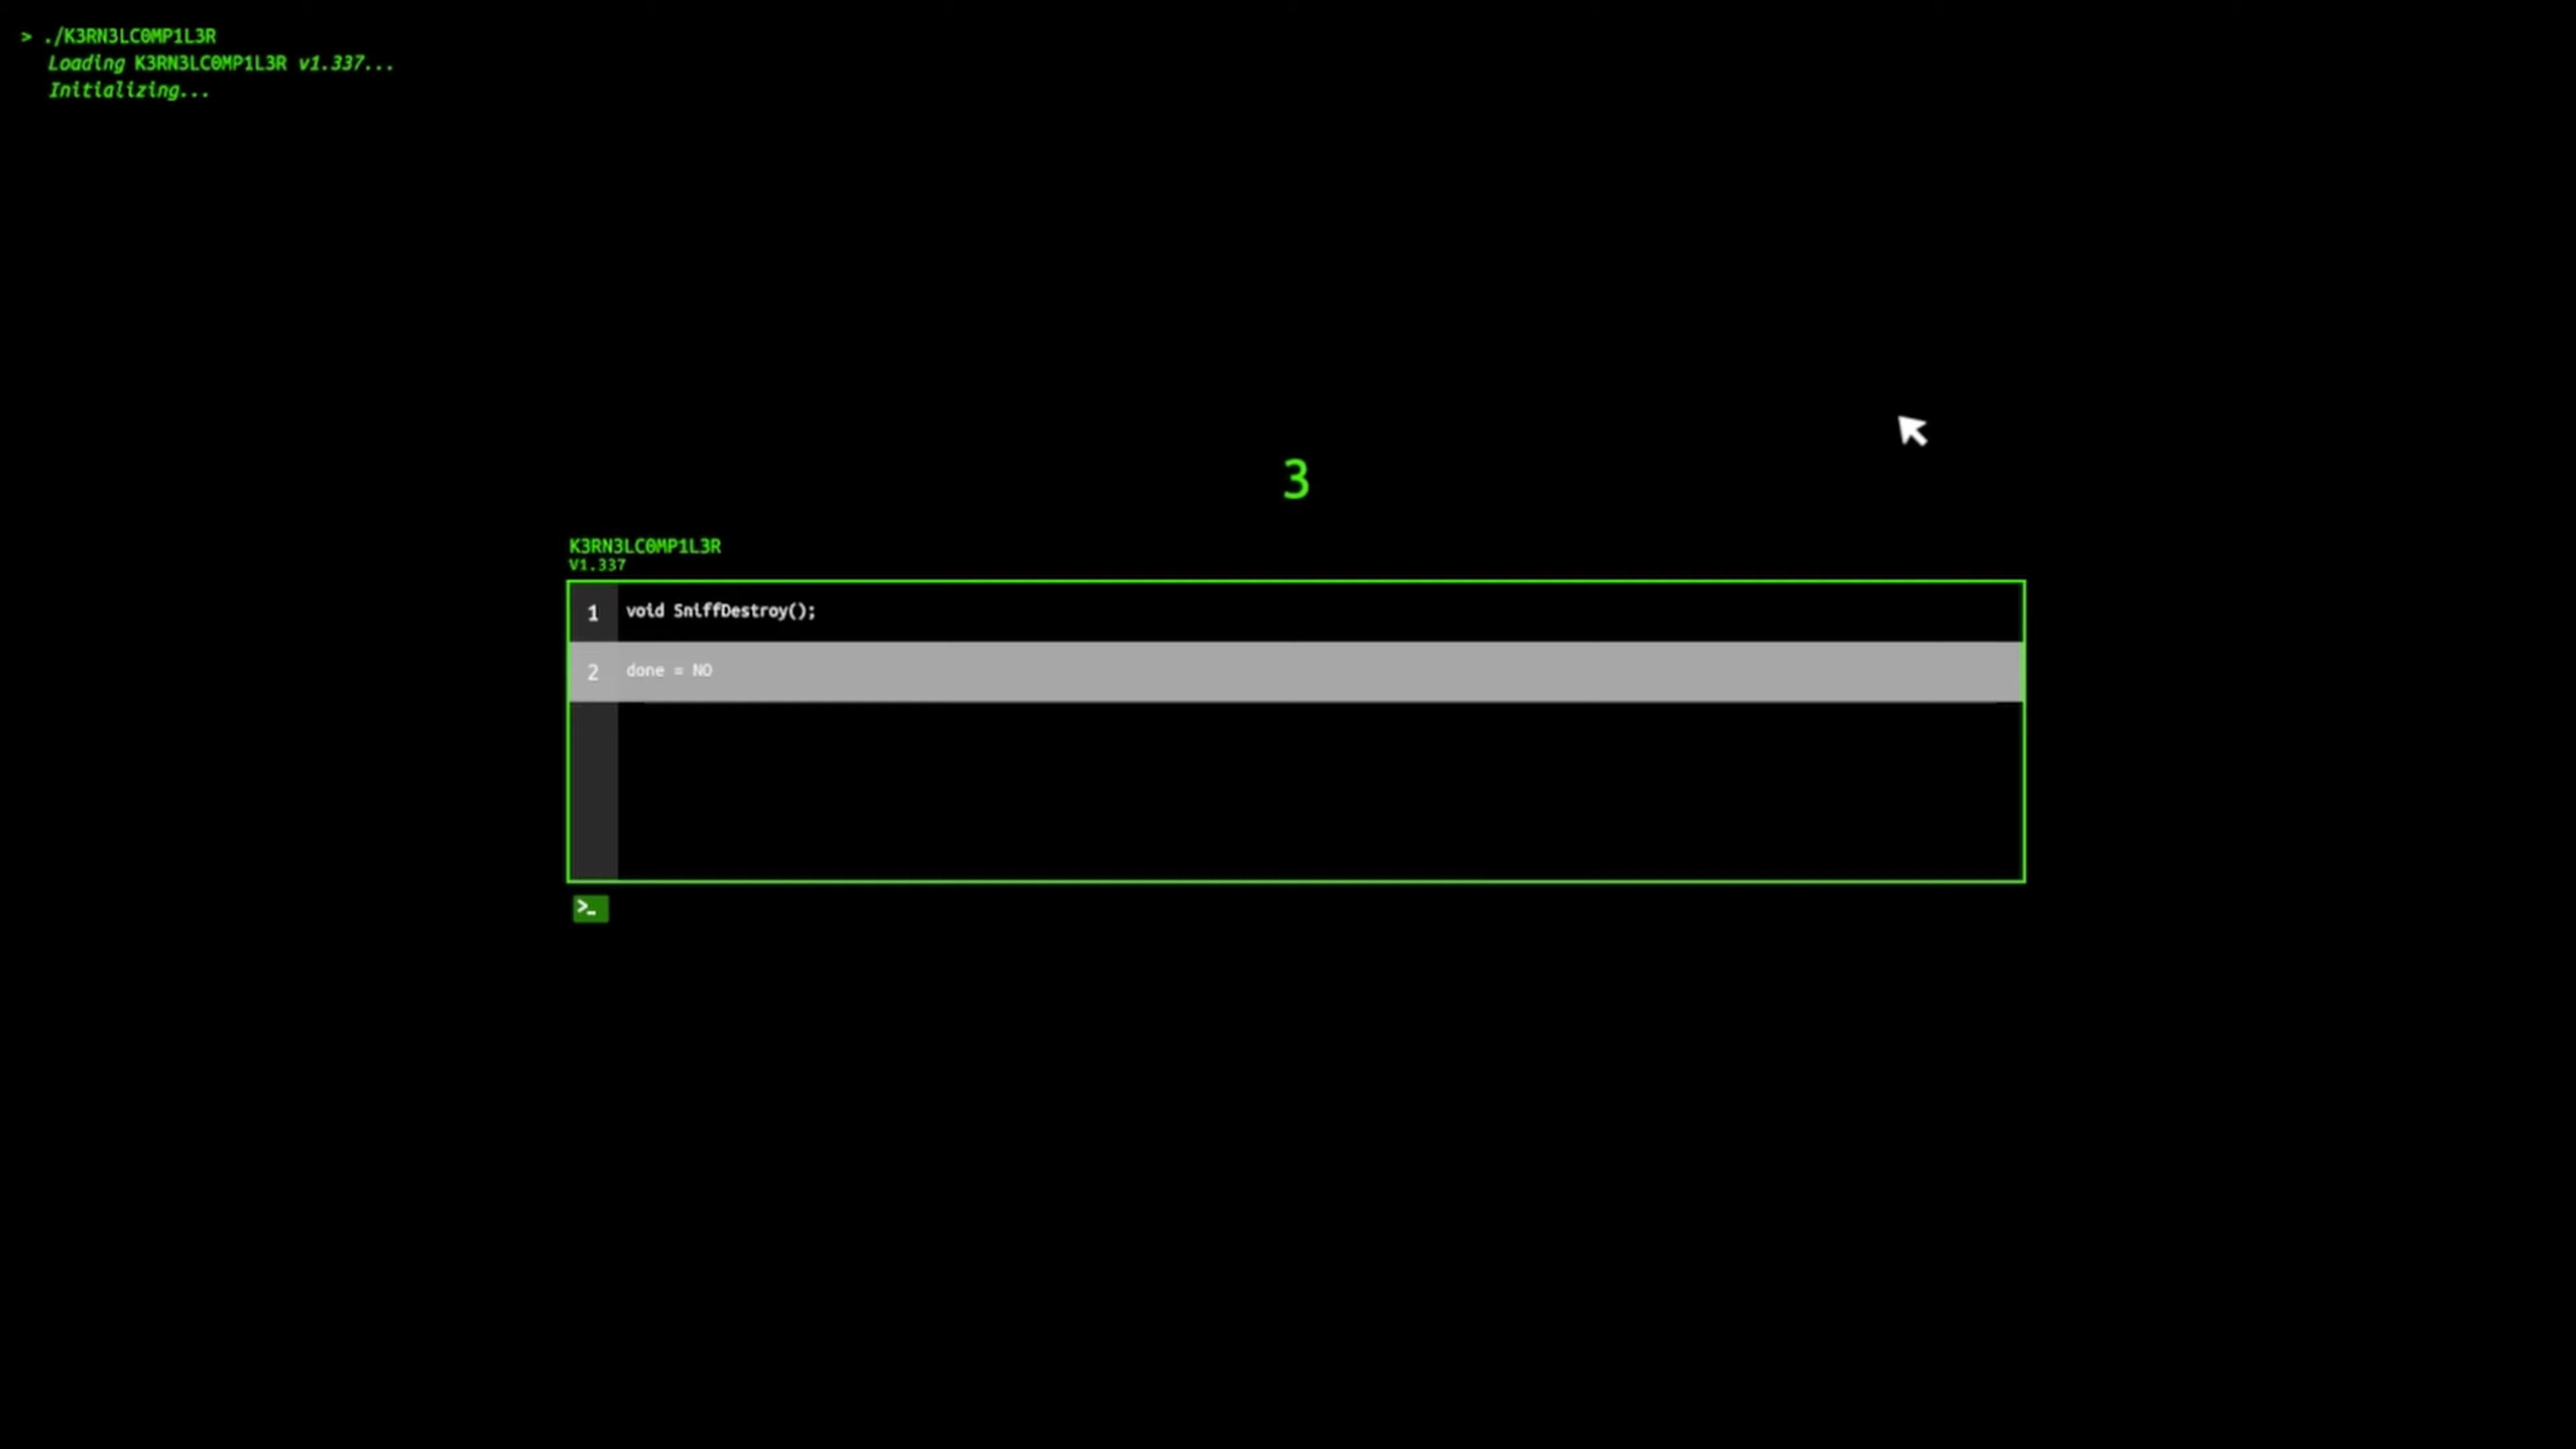 > ./K3RN3LC0MP1L3R
Loading K3RN3LC0MP1L3R v1.337...
Initializing...
3
K3RN3LC0MP1L3R
V1.337
1 void SniffDestroy();
2 done = NO
>_